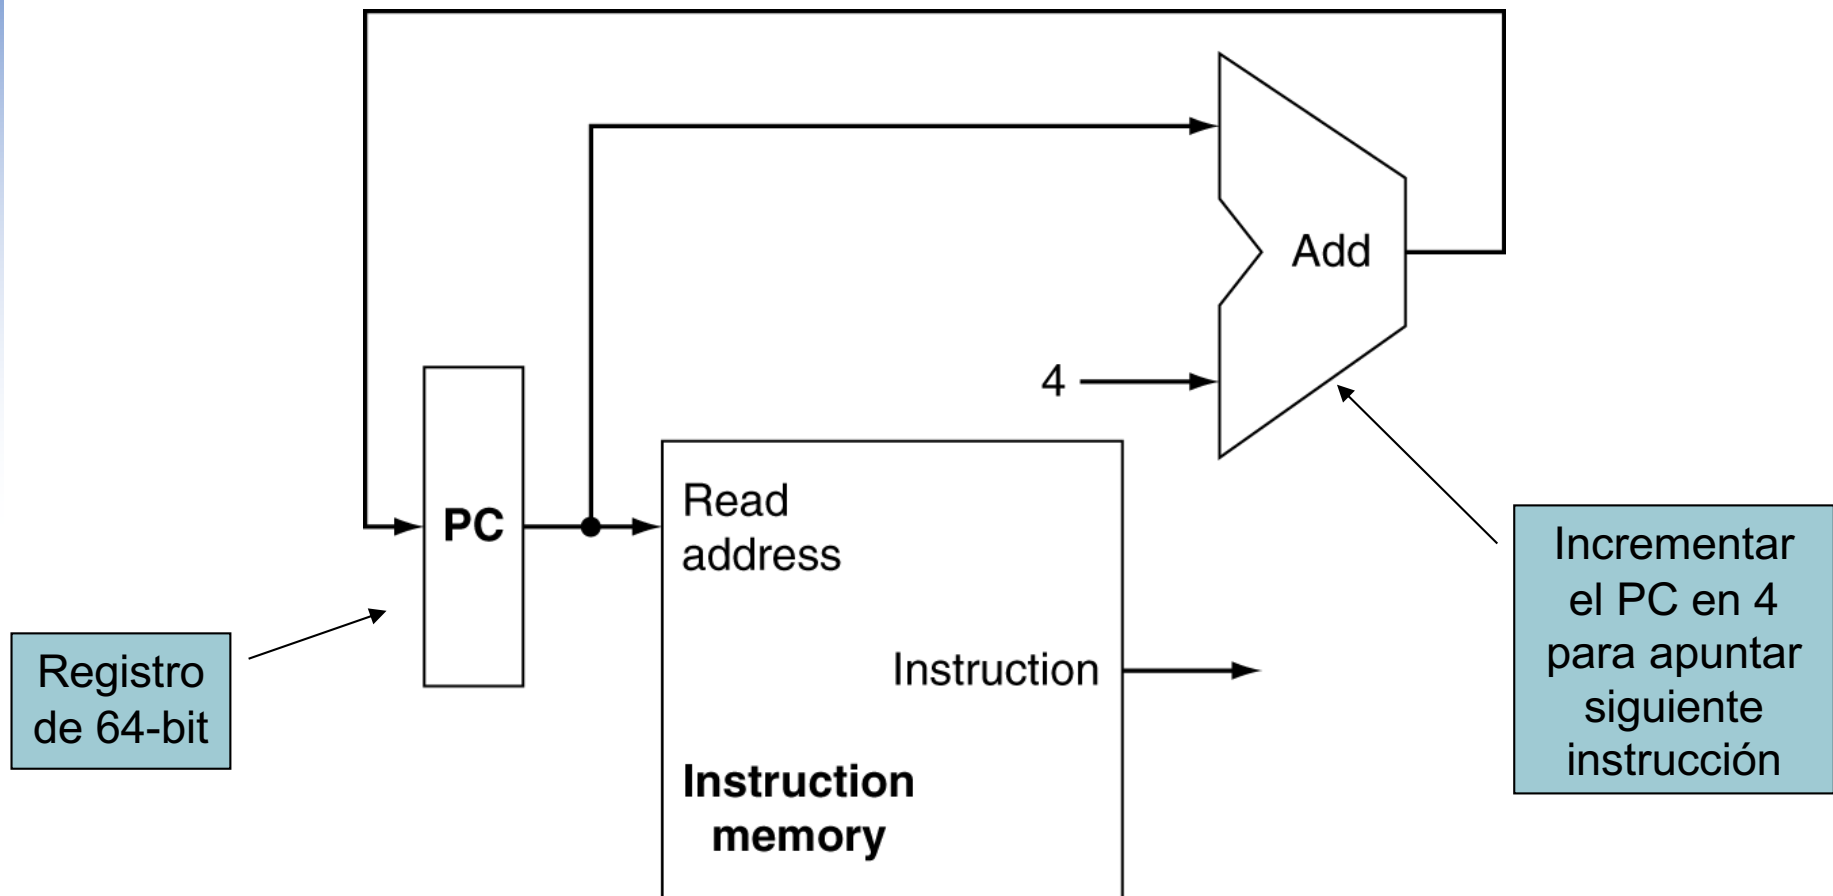 Add
4
PC
Read
address
Instruction
Instruction
memory
Registro
de 64-bit
Incrementar
el PC en 4
para apuntar
siguiente
instrucción